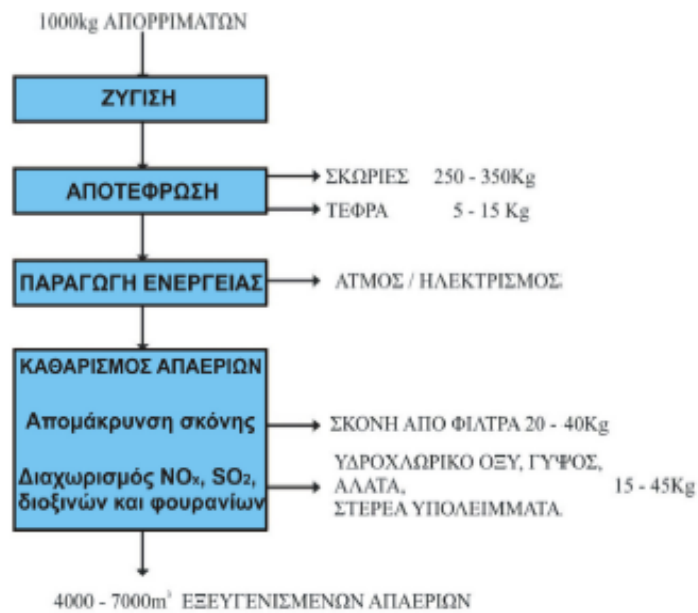 1000kg ΑΠΟΡΡΙΜΑΤΩΝ
ΖΥΓΙΣΗ
ΑΠΟΤΕΦΡΩΣΗ
ΣΚΩΡΙΕΣ 250 - 350Kg
ΤΕΦΡΑ 5 - 15 Kg
ΠΑΡΑΓΩΓΗ ΕΝΕΡΓΕΙΑΣ
ΑΤΜΟΣ / ΗΛΕΚΤΡΙΣΜΟΣ
ΚΑΘΑΡΙΣΜΟΣ ΑΠΑΕΡΙΩΝ
Απομάκρυνση σκόνης
ΣΚΟΝΗ ΑΠΟ ΦΙΛΤΡΑ 20 - 40Kg
Διαχωρισμός NOx, SO2,
διοξινών και φουρανίων
ΥΔΡΟΧΛΩΡΙΚΟ ΟΞΥ, ΓΥΨΟΣ,
ΑΛΑΤΑ,
ΣΤΕΡΕΑ ΥΠΟΛΕΙΜΜΑΤΑ.
15 - 45Kg
4000 - 7000m³ ΕΞΕΥΓΕΝΙΣΜΕΝΩΝ ΑΠΑΕΡΙΩΝ